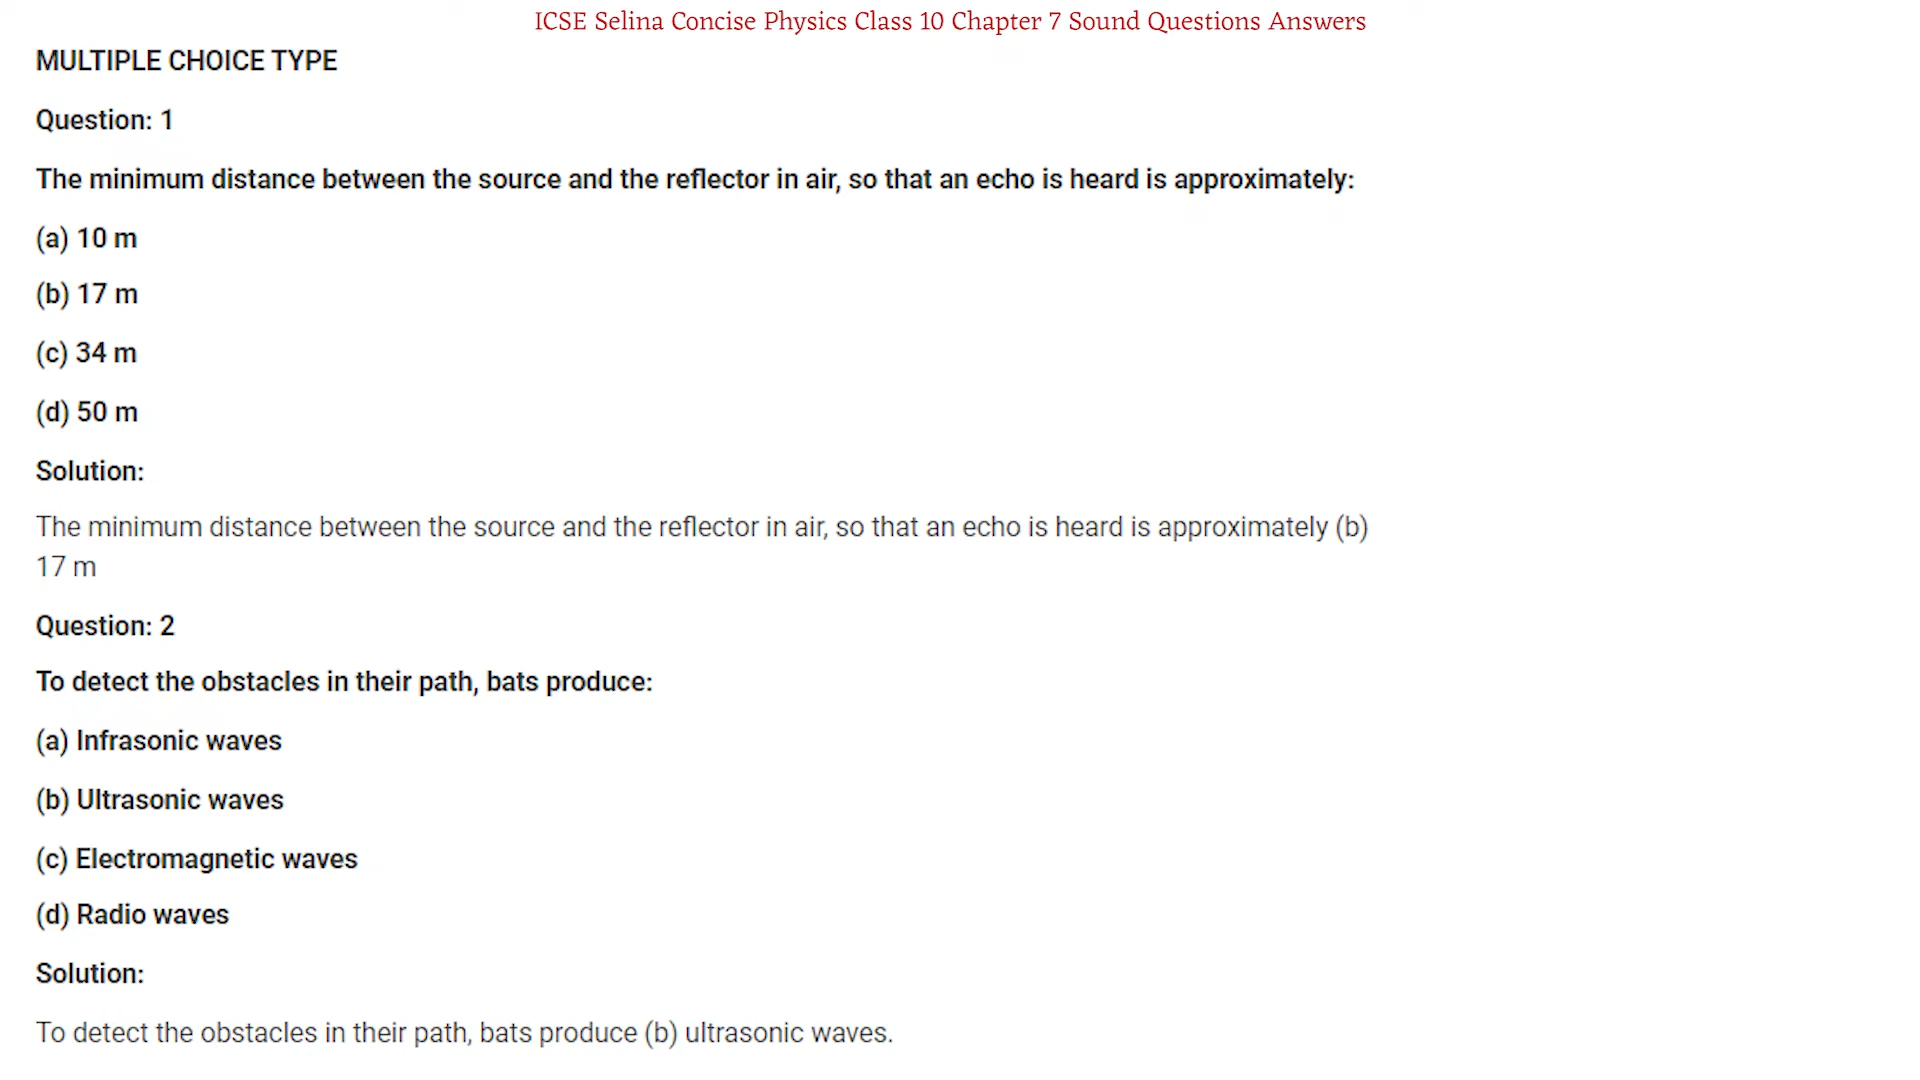 ICSE Selina Concise Physics Class 10 Chapter 7 Sound Questions Answers
MULTIPLE CHOICE TYPE
Question: 1
The minimum distance between the source and the reflector in air, so that an echo is heard is approximately:
(a) 10 m
(b) 17 m
(c) 34 m
(d) 50 m
Solution:
The minimum distance between the source and the reflector in air, so that an echo is heard is approximately (b)
17 m
Question: 2
To detect the obstacles in their path, bats produce:
(a) Infrasonic waves
(b) Ultrasonic waves
(c) Electromagnetic waves
(d) Radio waves
Solution:
To detect the obstacles in their path, bats produce (b) ultrasonic waves.